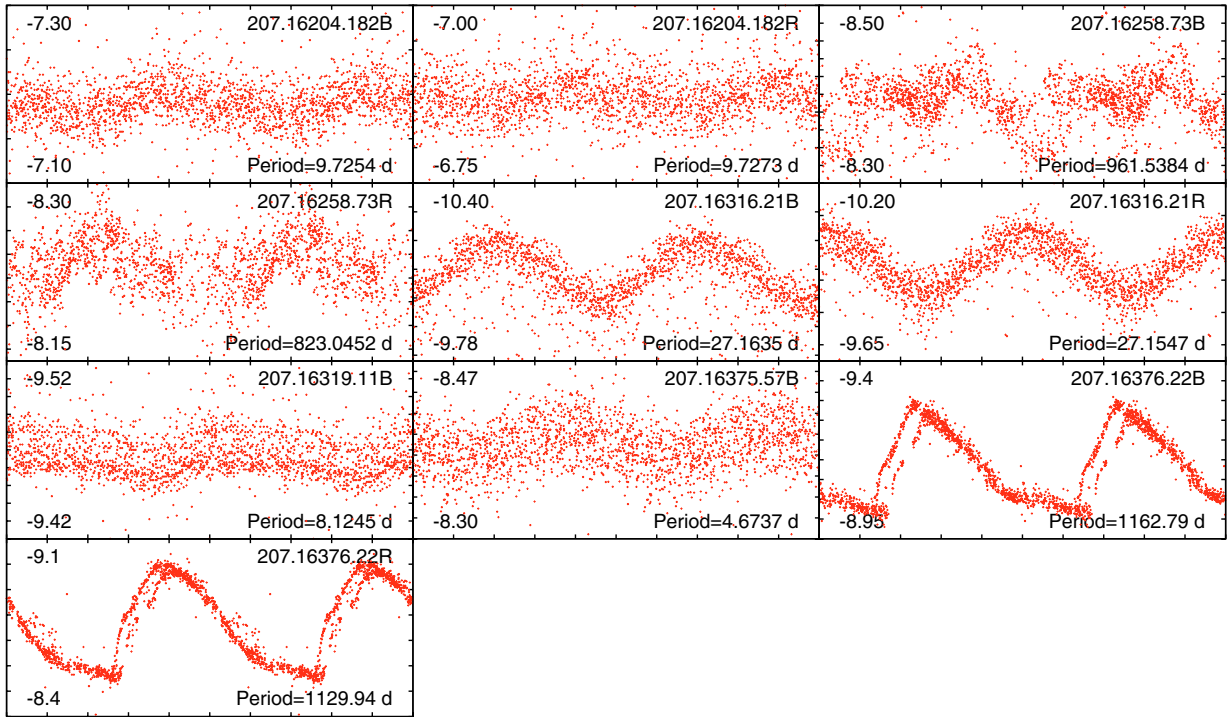 -7.30 207.16204.182B
-7.10 Period=9.7254 d
-7.00 207.16204.182R
-6.75 Period=9.7273 d
-8.50 207.16258.73B
-8.30 Period=961.5384 d
-8.30 207.16258.73R
-8.15 Period=823.0452 d
-10.40 207.16316.21B
-9.78 Period=27.1635 d
-10.20 207.16316.21R
-9.65 Period=27.1547 d
-9.52 207.16319.11B
-9.42 Period=8.1245 d
-8.47 207.16375.57B
-8.30 Period=4.6737 d
-9.4 207.16376.22B
-8.95 Period=1162.79 d
-9.1 207.16376.22R
-8.4 Period=1129.94 d